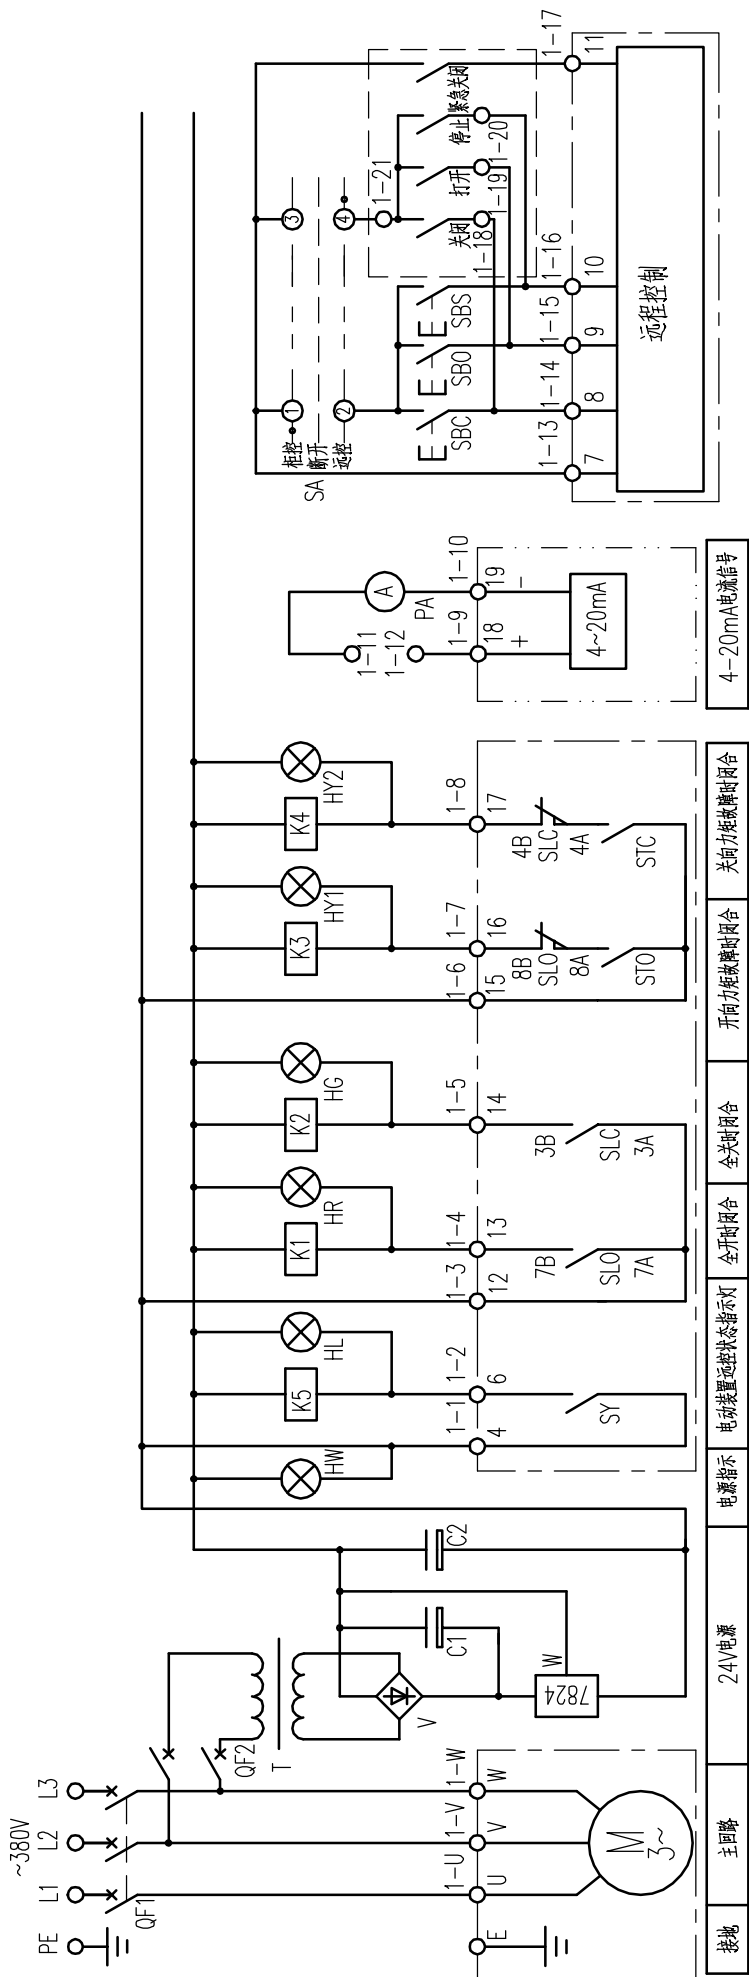 ~380V
PE
L1
L2
L3
QF1
QF2
T
V
C1
C2
7824
W
1-U
1-V
1-W
E
U
V
W
M
3~
HW
K5
HL
K1
HR
K2
HG
K3
HY1
K4
HY2
1-1
1-2
1-3
1-4
1-5
1-6
1-7
1-8
4
6
12
13
14
15
16
17
SY
7B
SLO
7A
3B
SLC
3A
8B
SLO
8A
STO
4B
SLC
4A
STC
1-11
1-12
A
PA
1-9
1-10
18
19
+
-
4~20mA
SA
柜控
断开
远控
1
2
3
4
1-21
SBC
SBO
SBS
关闭
打开
停止
紧急关闭
1-18
1-19
1-20
1-13
1-14
1-15
1-16
1-17
7
8
9
10
11
远程控制
接地
主回路
24V电源
电源指示
电动装置远控状态指示灯
全开时闭合
全关时闭合
开向力矩故障时闭合
关向力矩故障时闭合
4-20mA电流信号